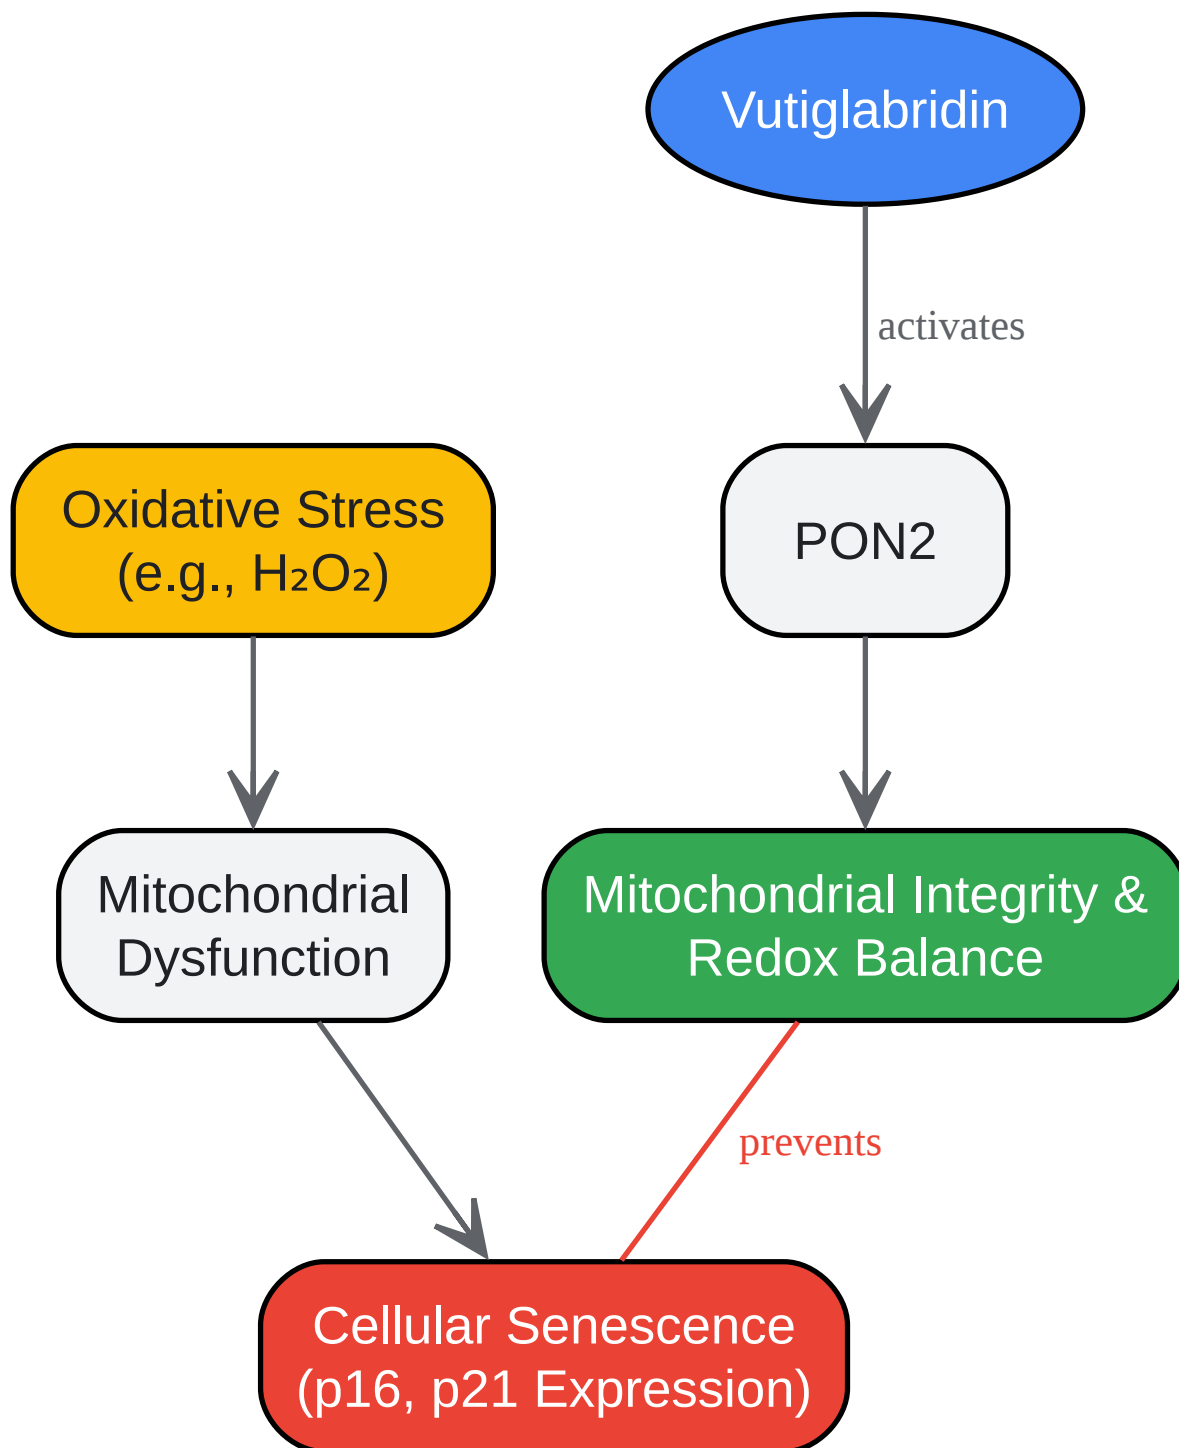 Vutiglabridin
activates
Oxidative Stress
(e.g., H₂O₂)
PON2
Mitochondrial
Dysfunction
Mitochondrial Integrity &
Redox Balance
prevents
Cellular Senescence
(p16, p21 Expression)